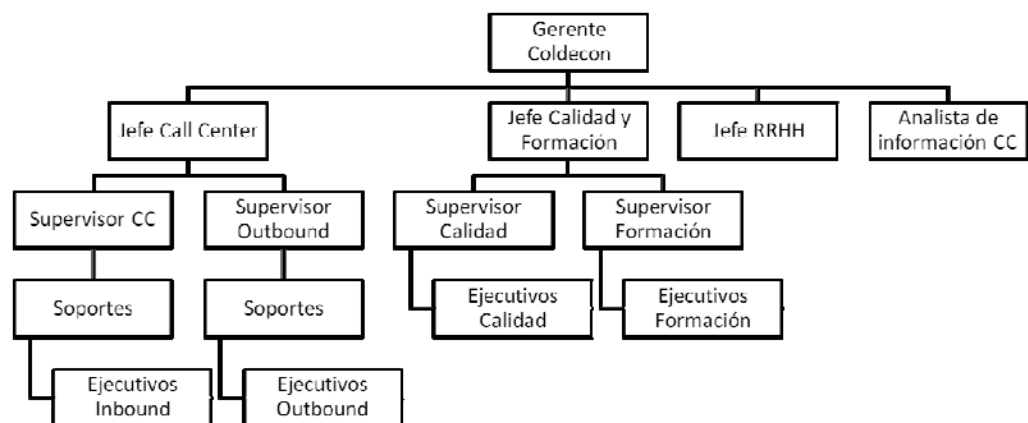 Gerente
Coldecon
Jefe Call Center
Jefe Calidad y
Formación
Jefe RRHH
Analista de
información CC
Supervisor CC
Supervisor
Outbound
Supervisor
Calidad
Supervisor
Formación
Soportes
Soportes
Ejecutivos
Calidad
Ejecutivos
Formación
Ejecutivos
Inbound
Ejecutivos
Outbound